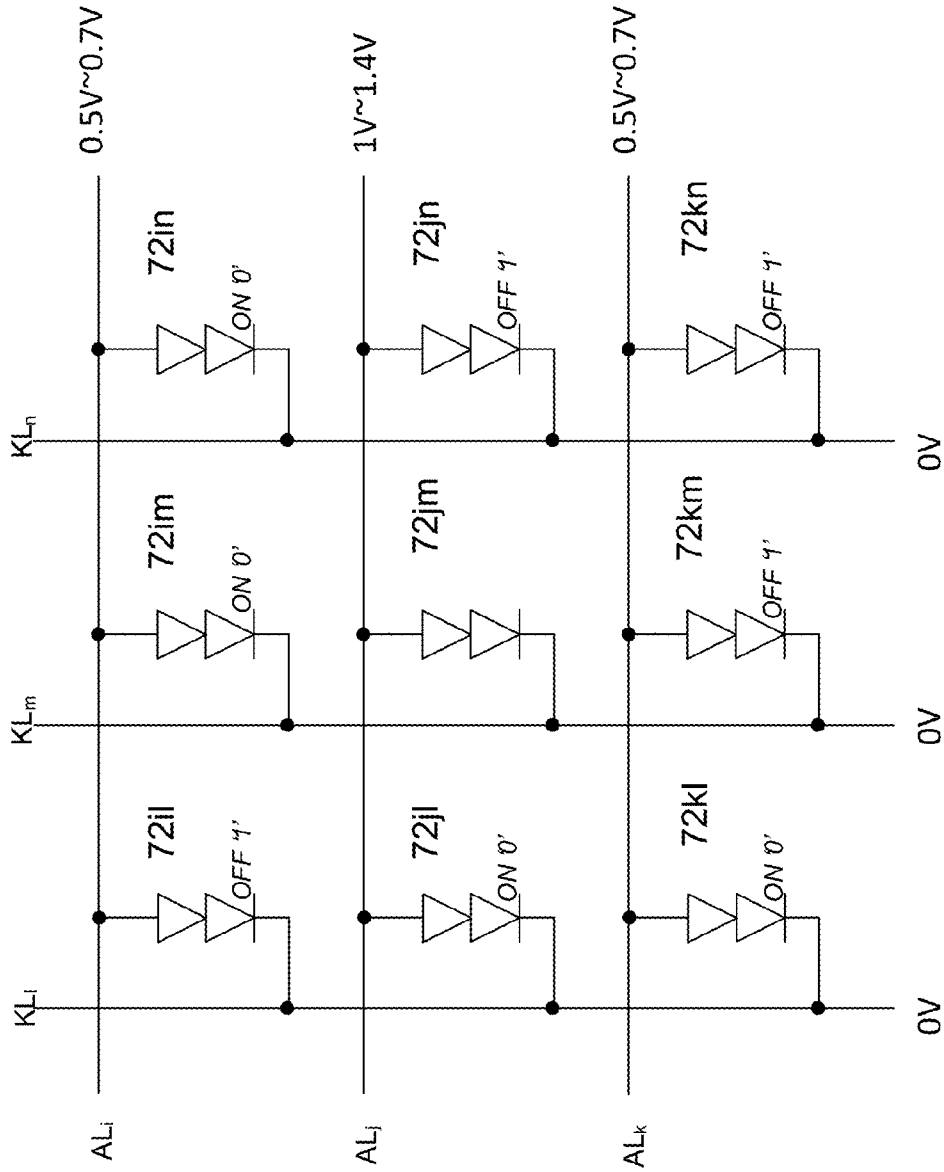 KLl KLm KLn
ALi 0.5V~0.7V
72il 72im 72in
OFF '1' ON '0' ON '0'
ALj 1V~1.4V
72jl 72jm 72jn
ON '0' OFF '1'
ALk 0.5V~0.7V
72kl 72km 72kn
ON '0' OFF '1' OFF '1'
0V 0V 0V